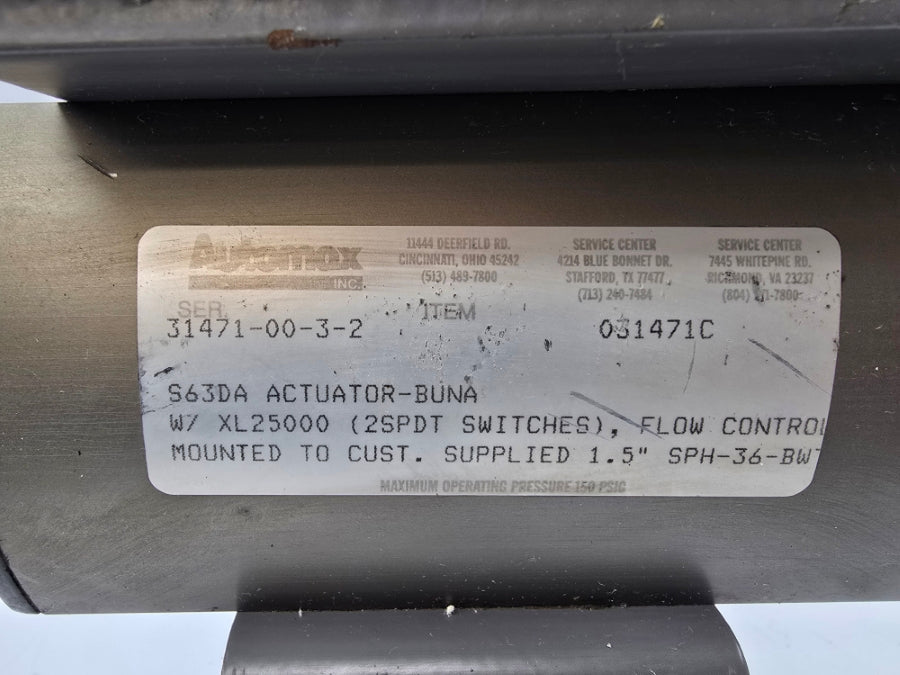 Automax
INC.
11444 DEERFIELD RD.
CINCINNATI, OHIO 45242
(513) 489-7800
SERVICE CENTER
4214 BLUE BONNET DR.
STAFFORD, TX 77477
(713) 240-7484
SERVICE CENTER
7445 WHITEPINE RD.
RICHMOND, VA 23237
(804) 7800
SER.
ITEM
31471-00-3-2
031471C
S63DA ACTUATOR-BUNA
W/ XL25000 (2SPDT SWITCHES), FLOW CONTROL
MOUNTED TO CUST. SUPPLIED 1.5" SPH-36-BW
MAXIMUM OPERATING PRESSURE 150 PSIG